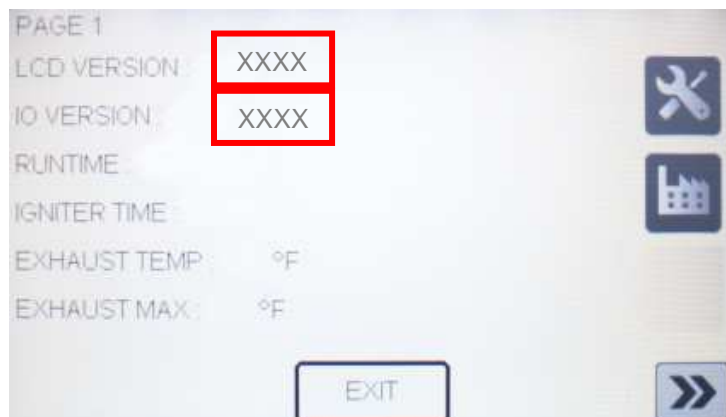 PAGE 1
LCD VERSION : XXXX
IO VERSION : XXXX
RUNTIME :
IGNITER TIME
EXHAUST TEMP °F
EXHAUST MAX : °F
EXIT